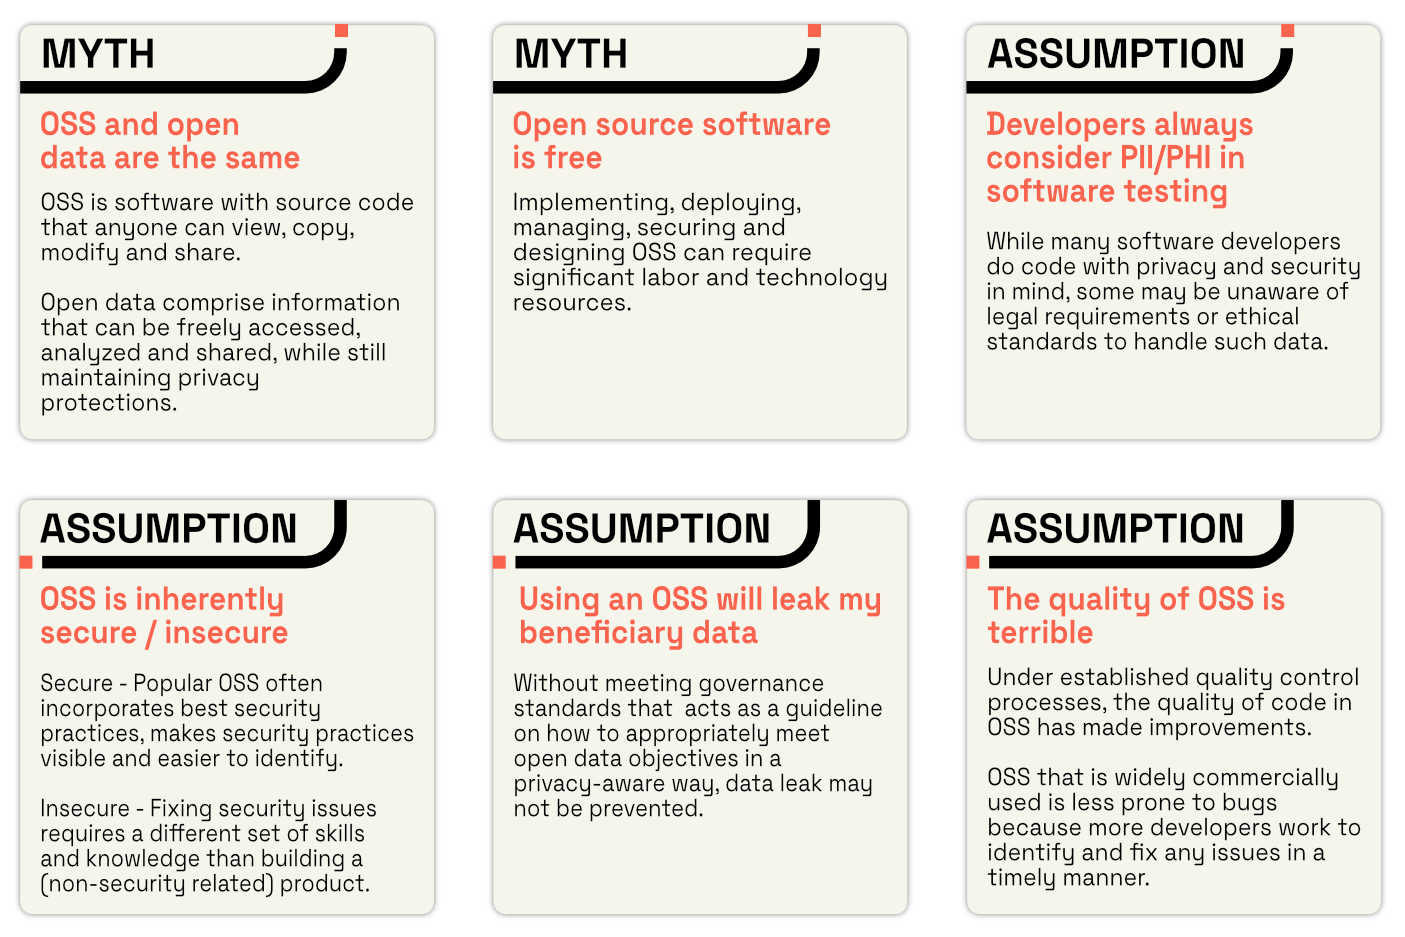 MYTH
OSS and open
data are the same
OSS is software with source code
that anyone can view, copy,
modify and share.
Open data comprise information
that can be freely accessed,
analyzed and shared, while still
maintaining privacy
protections.
MYTH
Open source software
is free
Implementing, deploying,
managing, securing and
designing OSS can require
significant labor and technology
resources.
ASSUMPTION
Developers always
consider PII/PHI in
software testing
While many software developers
do code with privacy and security
in mind, some may be unaware of
legal requirements or ethical
standards to handle such data.
ASSUMPTION
OSS is inherently
secure / insecure
Secure - Popular OSS often
incorporates best security
practices, makes security practices
visible and easier to identify.
Insecure - Fixing security issues
requires a different set of skills
and knowledge than building a
(non-security related) product.
ASSUMPTION
Using an OSS will leak my
beneficiary data
Without meeting governance
standards that  acts as a guideline
on how to appropriately meet
open data objectives in a
privacy-aware way, data leak may
not be prevented.
ASSUMPTION
The quality of OSS is
terrible
Under established quality control
processes, the quality of code in
OSS has made improvements.
OSS that is widely commercially
used is less prone to bugs
because more developers work to
identify and fix any issues in a
timely manner.